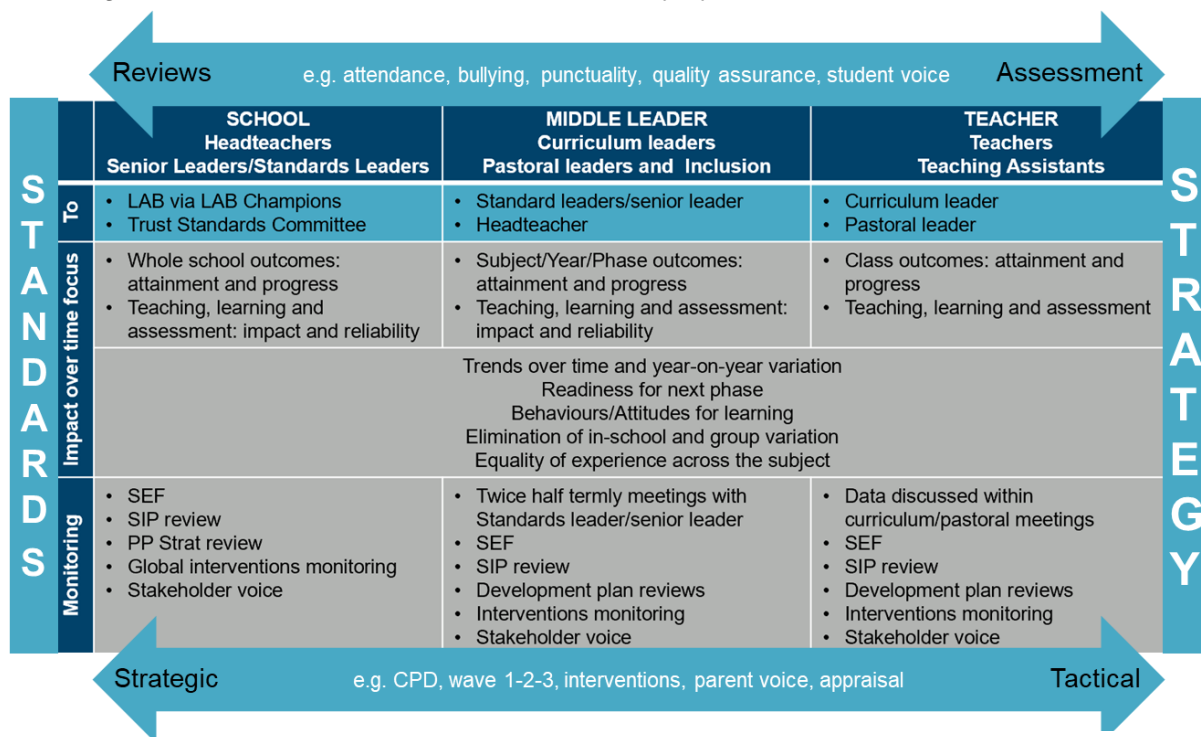 Reviews
e.g. attendance, bullying, punctuality, quality assurance, student voice
Assessment
STANDARDS
SCHOOL
Headteachers
Senior Leaders/Standards Leaders
MIDDLE LEADER
Curriculum leaders
Pastoral leaders and Inclusion
TEACHER
Teachers
Teaching Assistants
To
• LAB via LAB Champions
• Trust Standards Committee
• Standard leaders/senior leader
• Headteacher
• Curriculum leader
• Pastoral leader
Impact over time focus
• Whole school outcomes:
attainment and progress
• Teaching, learning and
assessment: impact and reliability
• Subject/Year/Phase outcomes:
attainment and progress
• Teaching, learning and assessment:
impact and reliability
• Class outcomes: attainment and
progress
• Teaching, learning and assessment
Trends over time and year-on-year variation
Readiness for next phase
Behaviours/Attitudes for learning
Elimination of in-school and group variation
Equality of experience across the subject
Monitoring
• SEF
• SIP review
• PP Strat review
• Global interventions monitoring
• Stakeholder voice
• Twice half termly meetings with
Standards leader/senior leader
• SEF
• SIP review
• Development plan reviews
• Interventions monitoring
• Stakeholder voice
• Data discussed within
curriculum/pastoral meetings
• SEF
• SIP review
• Development plan reviews
• Interventions monitoring
• Stakeholder voice
STRATEGY
Strategic
e.g. CPD, wave 1-2-3, interventions, parent voice, appraisal
Tactical